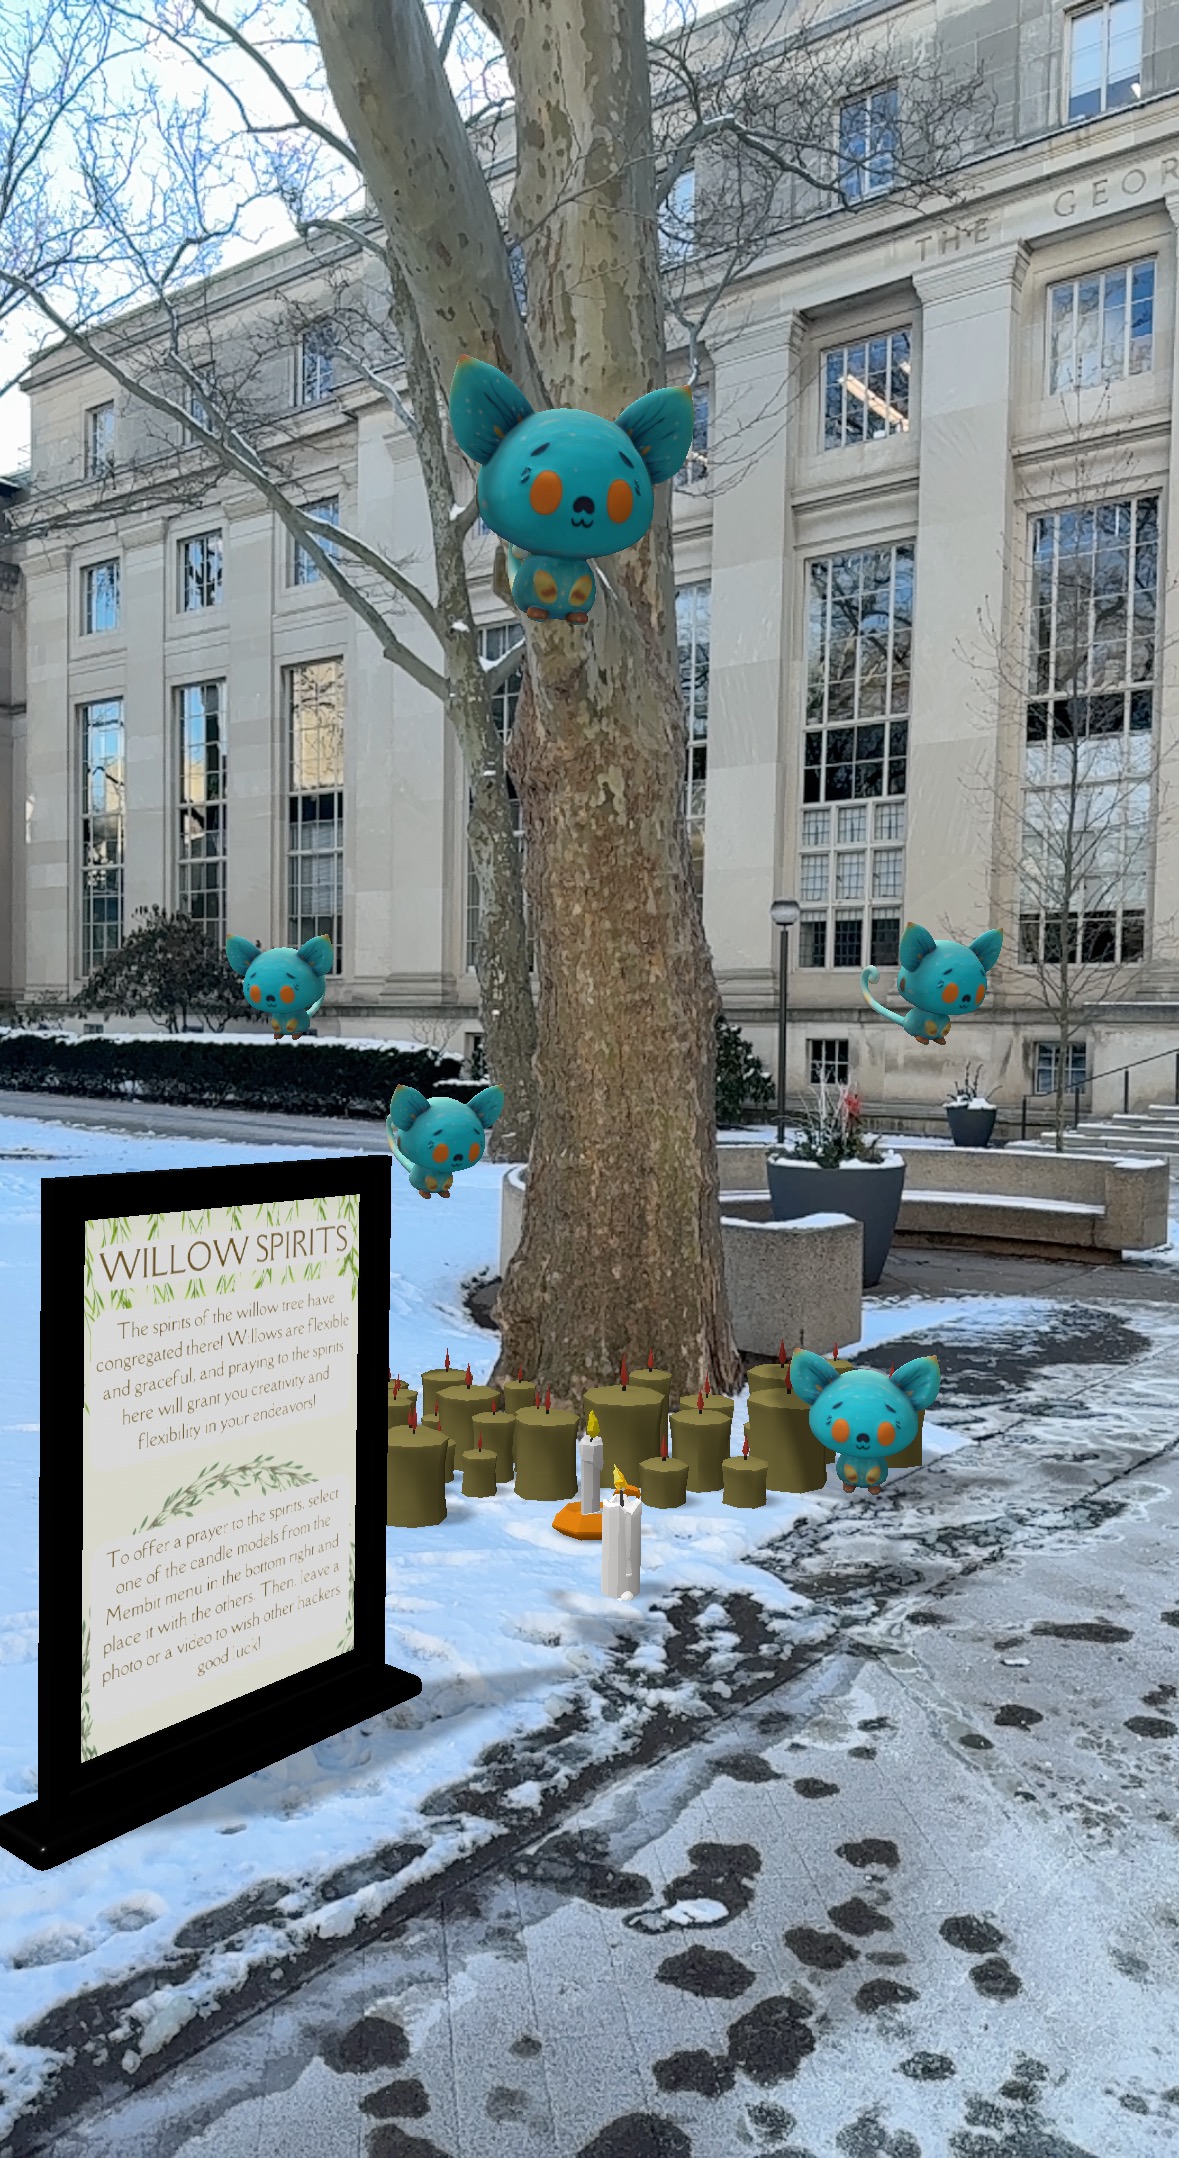 THE GEOR
WILLOW SPIRITS
The spirits of the willow tree have
congregated there! Willows are flexible
and graceful, and praying to the spirits
here will grant you creativity and
flexibility in your endeavors!
To offer a prayer to the spirits, select
one of the candle models from the
Membit menu in the bottom right and
place it with the others. Then, leave a
photo or a video to wish other hackers
good luck!